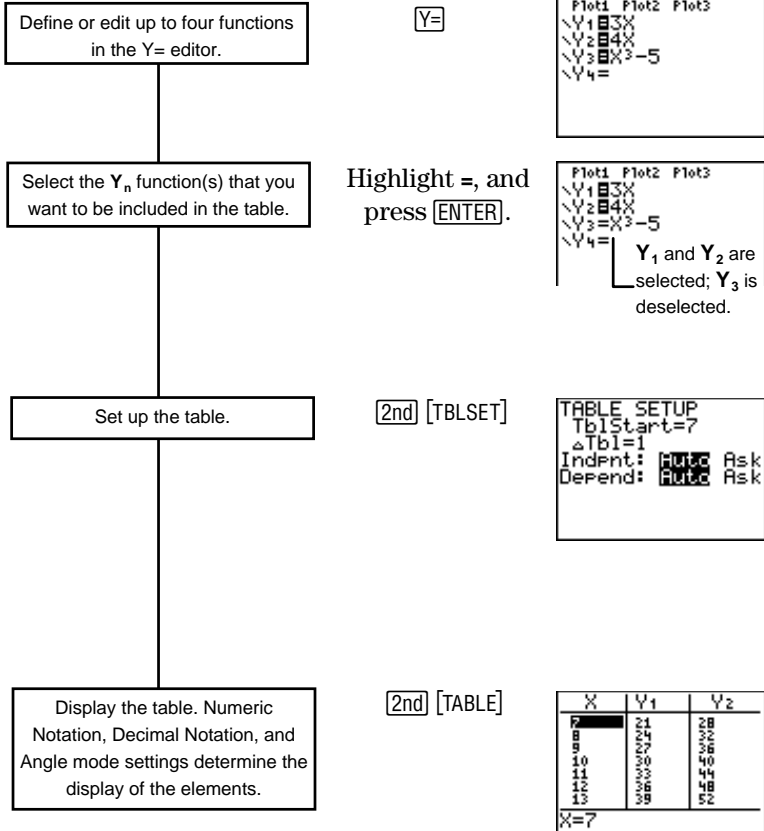 Define or edit up to four functions
in the Y= editor.
Y=
Plot1 Plot2 Plot3
\Y1=3X
\Y2=4X
\Y3=X³-5
\Y4=
Select the Yn function(s) that you
want to be included in the table.
Highlight =, and
press [ENTER].
Plot1 Plot2 Plot3
\Y1=3X
\Y2=4X
\Y3=X³-5
\Y4=
Y1 and Y2 are
selected; Y3 is
deselected.
Set up the table.
[2nd] [TBLSET]
TABLE SETUP
TblStart=7
△Tbl=1
Indpnt: Auto Ask
Depend: Auto Ask
Display the table. Numeric
Notation, Decimal Notation, and
Angle mode settings determine the
display of the elements.
[2nd] [TABLE]
X Y1 Y2
7 21 28
8 24 32
9 27 36
10 30 40
11 33 44
12 36 48
13 39 52
X=7